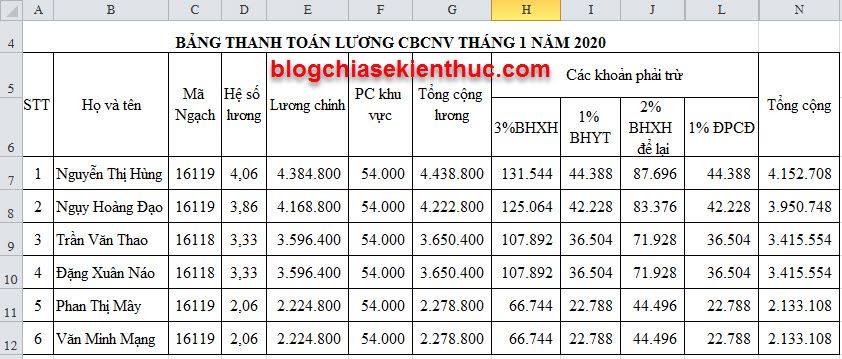 A B C D E F G H I J L N
4 BẢNG THANH TOÁN LƯƠNG CBCNV THÁNG 1 NĂM 2020
blogchiasekienthuc.com
5 STT Họ và tên Mã Ngạch Hệ số lương Lương chính PC khu vực Tổng cộng lương Các khoản phải trừ Tổng cộng
6 3%BHXH 1% BHYT 2% BHXH để lại 1% ĐPCĐ
7 1 Nguyễn Thị Hùng 16119 4,06 4.384.800 54.000 4.438.800 131.544 44.388 87.696 44.388 4.152.708
8 2 Ngụy Hoàng Đạo 16119 3,86 4.168.800 54.000 4.222.800 125.064 42.228 83.376 42.228 3.950.748
9 3 Trần Văn Thao 16118 3,33 3.596.400 54.000 3.650.400 107.892 36.504 71.928 36.504 3.415.554
10 4 Đặng Xuân Náo 16118 3,33 3.596.400 54.000 3.650.400 107.892 36.504 71.928 36.504 3.415.554
11 5 Phan Thị Mây 16119 2,06 2.224.800 54.000 2.278.800 66.744 22.788 44.496 22.788 2.133.108
12 6 Văn Minh Mạng 16119 2,06 2.224.800 54.000 2.278.800 66.744 22.788 44.496 22.788 2.133.108